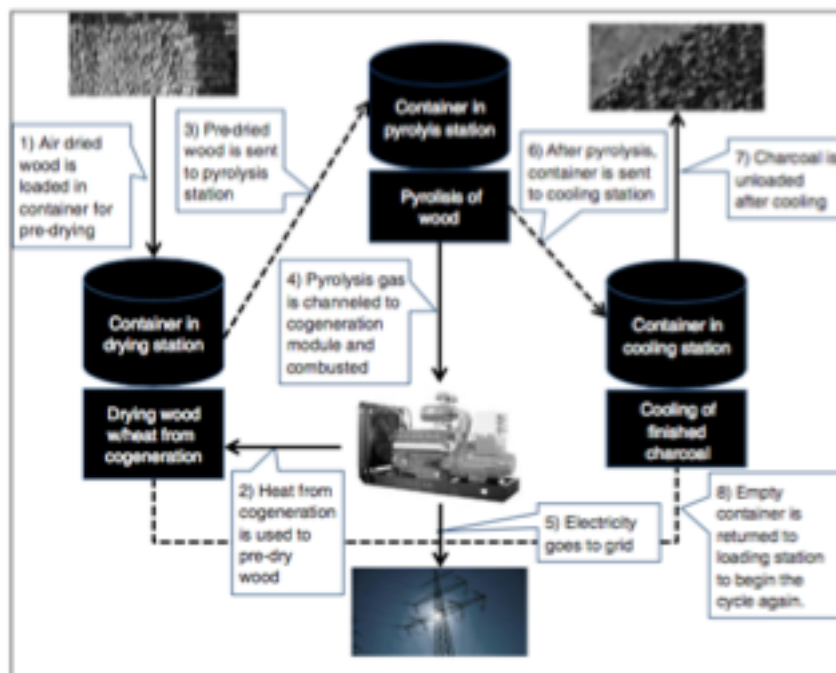 1) Air dried
wood is
loaded in
container for
pre-drying
3) Pre-dried
wood is sent
to pyrolysis
station
Container in
pyrolyis station
Pyrolisis of
wood
6) After pyrolysis,
container is sent
to cooling station
7) Charcoal is
unloaded
after cooling
4) Pyrolysis gas
is channeled to
cogeneration
module and
combusted
Container in
drying station
Drying wood
w/heat from
cogeneration
Container in
cooling station
Cooling of
finished
charcoal
2) Heat from
cogeneration
is used to
pre-dry
wood
5) Electricity
goes to grid
8) Empty
container is
returned to
loading station
to begin the
cycle again.